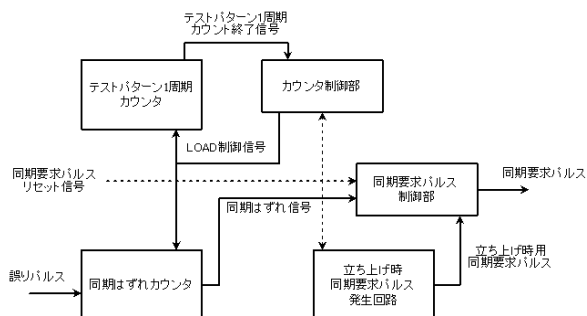 テストパターン1周期
カウント終了信号
テストパターン1周期
カウンタ
カウンタ制御部
LOAD制御信号
同期要求パルス
リセット信号
同期要求パルス
制御部
同期要求パルス
同期はずれ信号
誤りパルス
同期はずれカウンタ
立ち上げ時
同期要求パルス
発生回路
立ち上げ時用
同期要求パルス